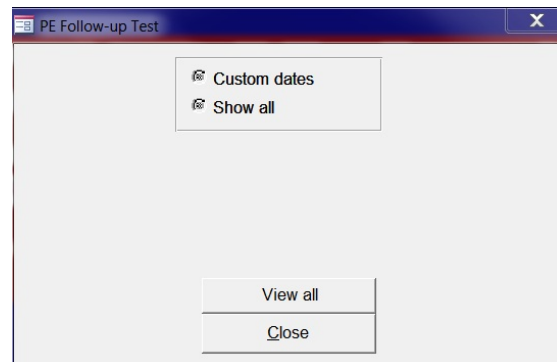 PE Follow-up Test
X
Custom dates
Show all
View all
Close